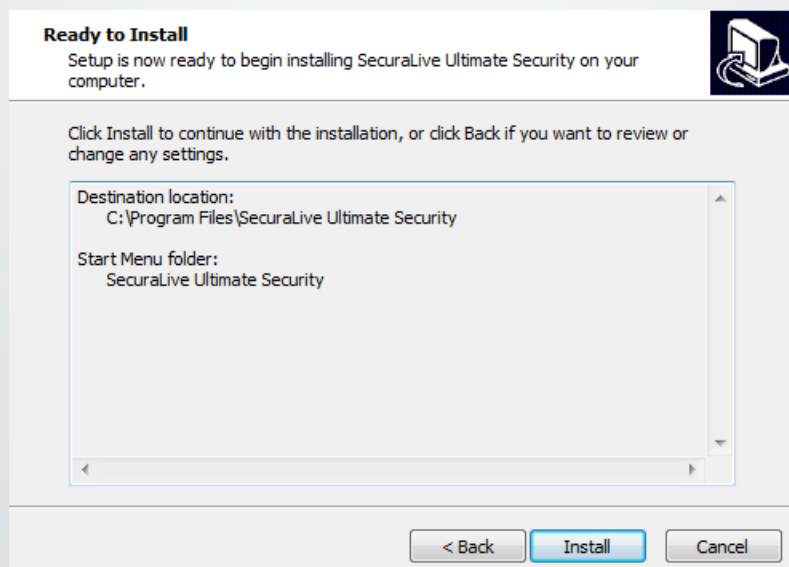 Ready to Install
Setup is now ready to begin installing SecuraLive Ultimate Security on your
computer.
Click Install to continue with the installation, or click Back if you want to review or
change any settings.
Destination location:
C:\Program Files\SecuraLive Ultimate Security
Start Menu folder:
SecuraLive Ultimate Security
< Back
Install
Cancel